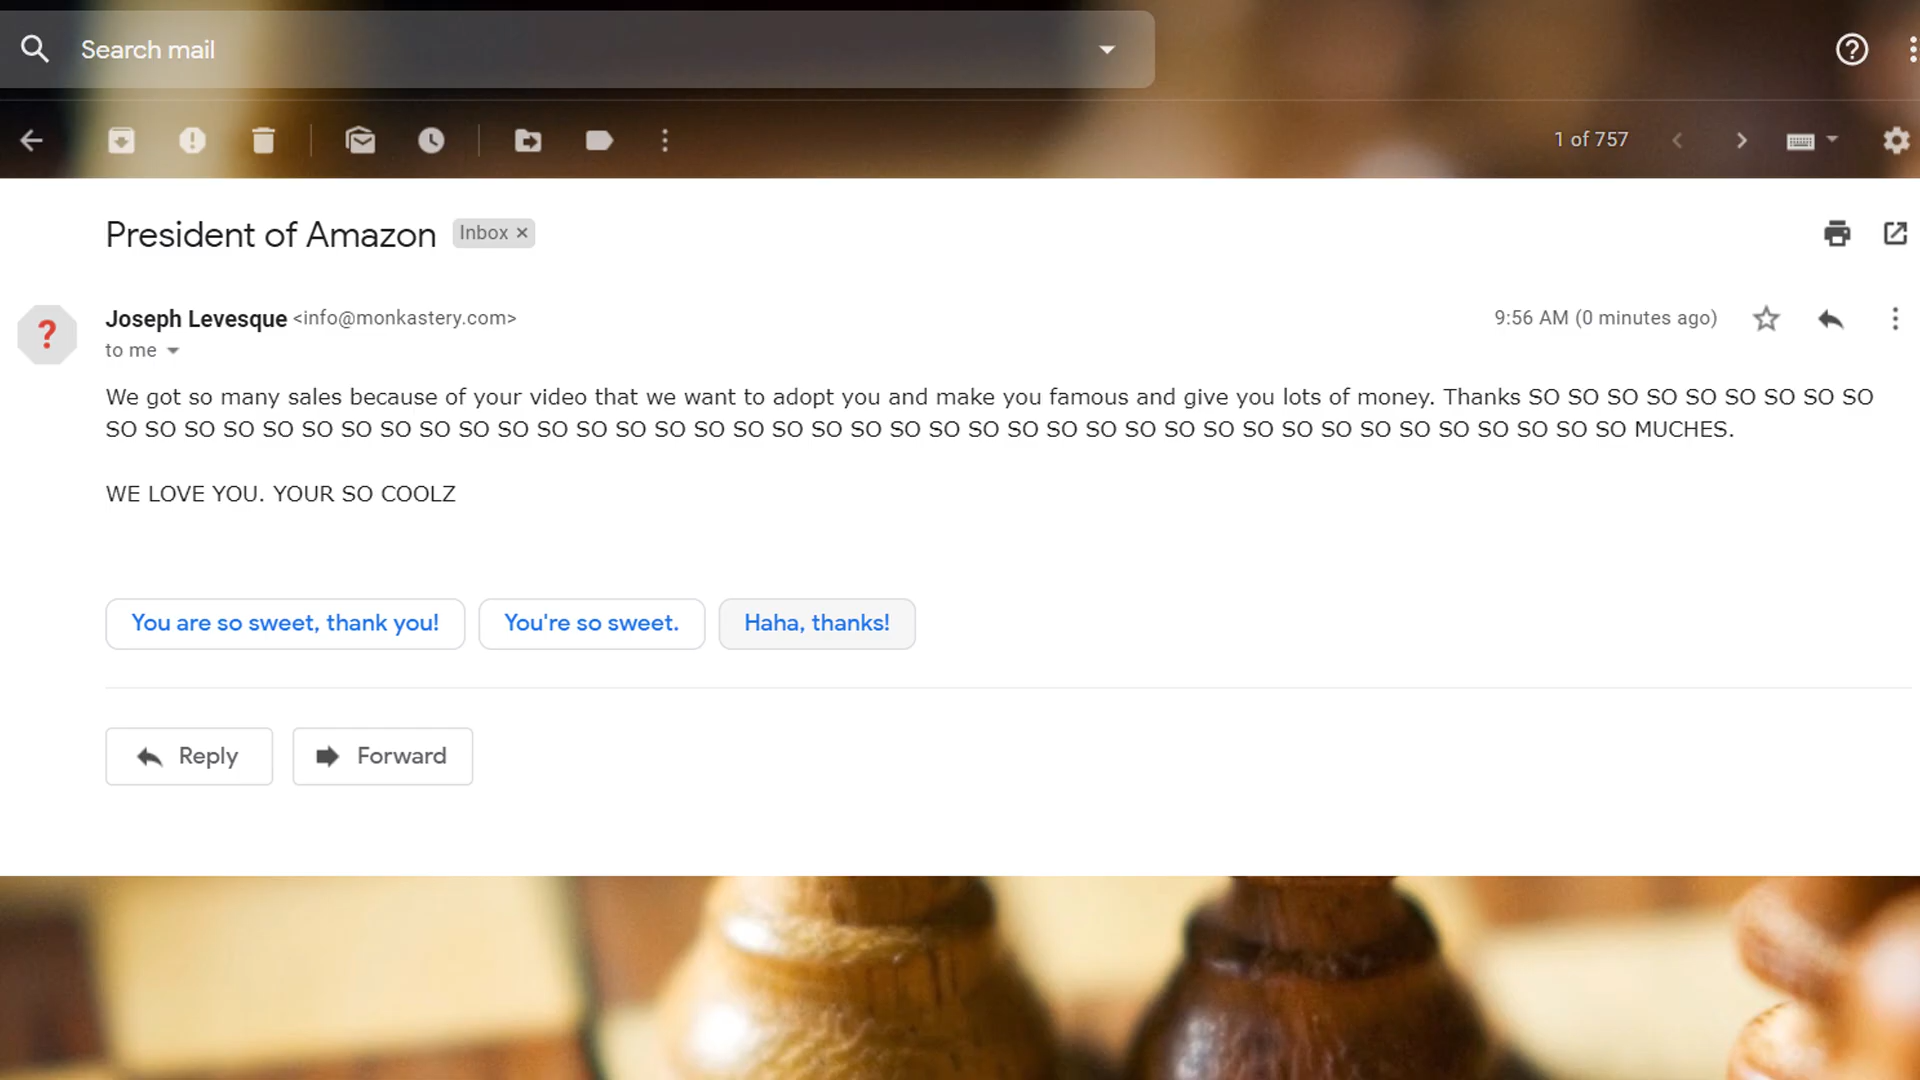 Search mail
1 of 757
President of Amazon Inbox ×
Joseph Levesque <info@monkastery.com> 9:56 AM (0 minutes ago)
to me
We got so many sales because of your video that we want to adopt you and make you famous and give you lots of money. Thanks SO SO SO SO SO SO SO SO SO
SO SO SO SO SO SO SO SO SO SO SO SO SO SO SO SO SO SO SO SO SO SO SO SO SO SO SO SO SO SO SO SO SO SO SO SO SO SO SO MUCHES.
WE LOVE YOU. YOUR SO COOLZ
You are so sweet, thank you! You're so sweet. Haha, thanks!
Reply Forward